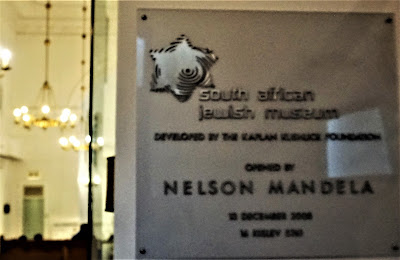 south african
jewish museum
DEVELOPED BY THE KAPLAN KUSHLICK FOUNDATION
OPENED BY
NELSON MANDELA
13 DECEMBER 2000
16 KISLEV 5761